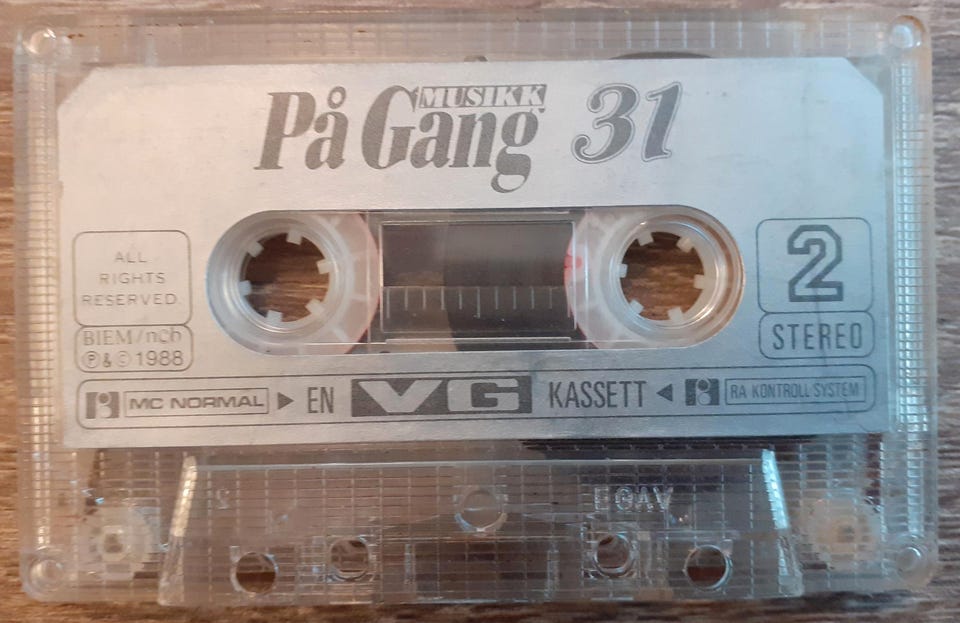 På Gang MUSIKK 31
ALL
RIGHTS
RESERVED.
BIEM/ncb
℗&© 1988
2
STEREO
MC NORMAL ▶ EN VG KASSETT ◀ RA KONTROLL SYSTEM
2